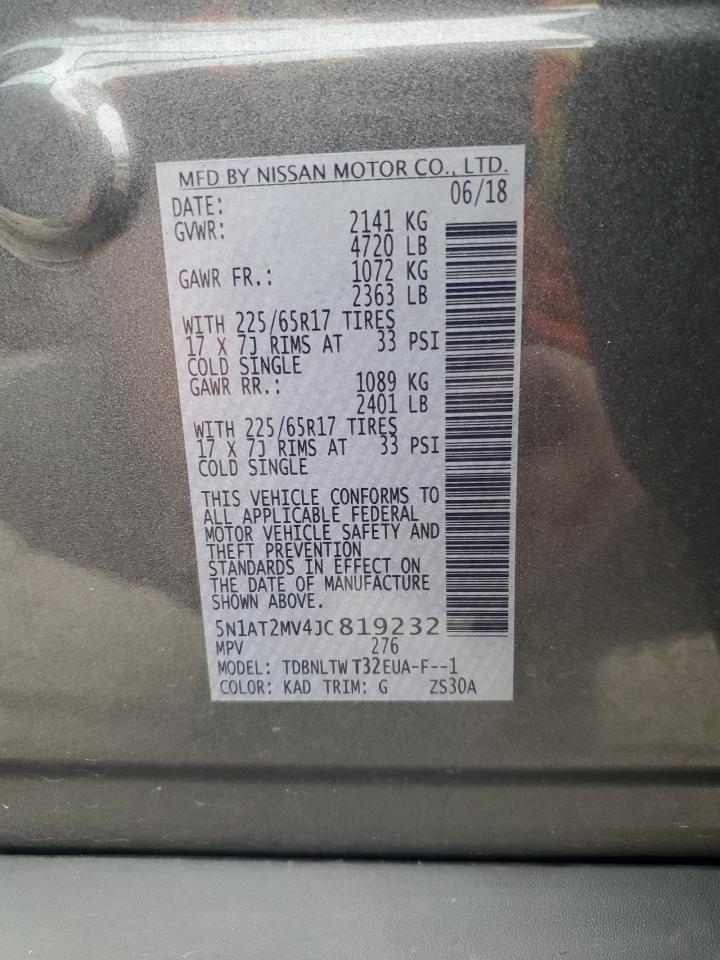 MFD BY NISSAN MOTOR CO., LTD.
DATE: 06/18
GVWR: 2141 KG
4720 LB
GAWR FR.: 1072 KG
2363 LB
WITH 225/65R17 TIRES
17 X 7J RIMS AT 33 PSI
COLD SINGLE
GAWR RR.: 1089 KG
2401 LB
WITH 225/65R17 TIRES
17 X 7J RIMS AT 33 PSI
COLD SINGLE
THIS VEHICLE CONFORMS TO
ALL APPLICABLE FEDERAL
MOTOR VEHICLE SAFETY AND
THEFT PREVENTION
STANDARDS IN EFFECT ON
THE DATE OF MANUFACTURE
SHOWN ABOVE.
5N1AT2MV4JC819232
MPV 276
MODEL: TDBNLTW T32EUA-F--1
COLOR: KAD TRIM: G ZS30A